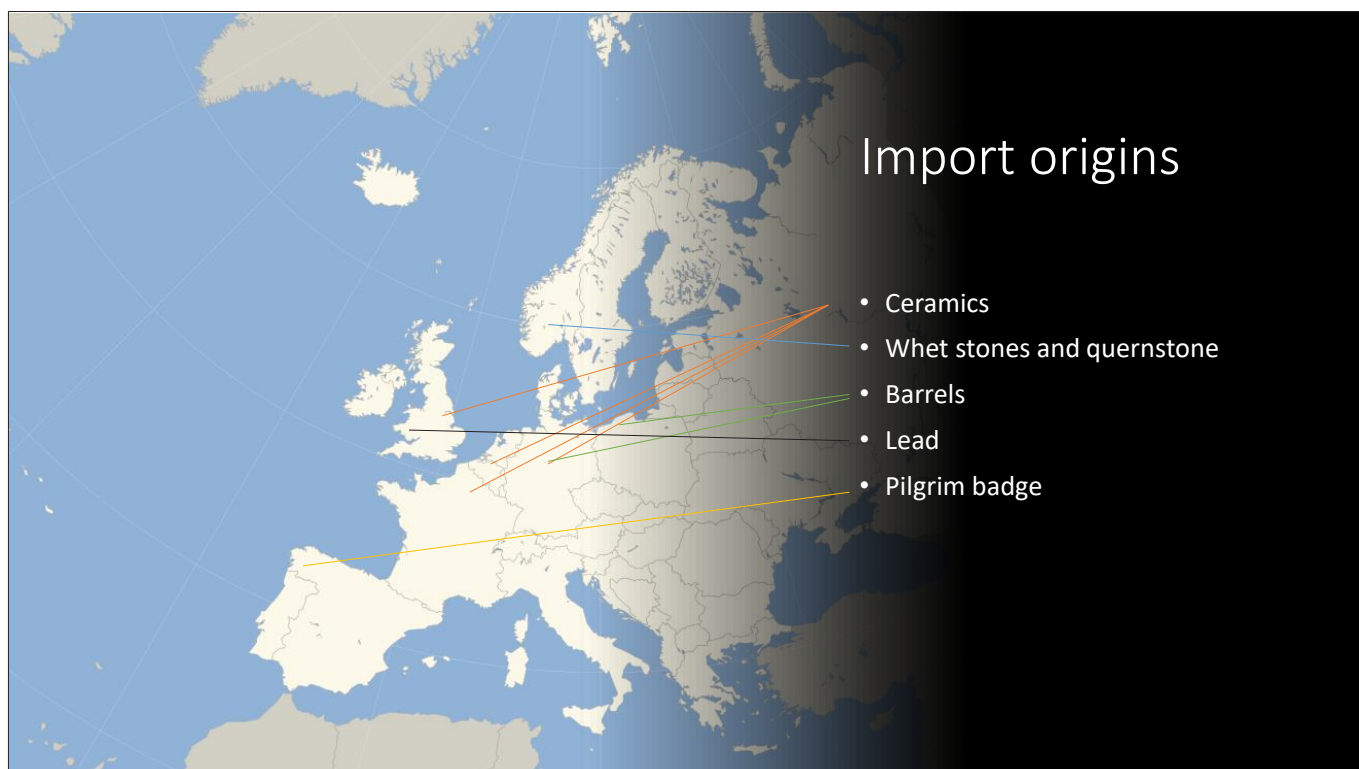 Import origins
• Ceramics
• Whet stones and quernstone
• Barrels
• Lead
• Pilgrim badge